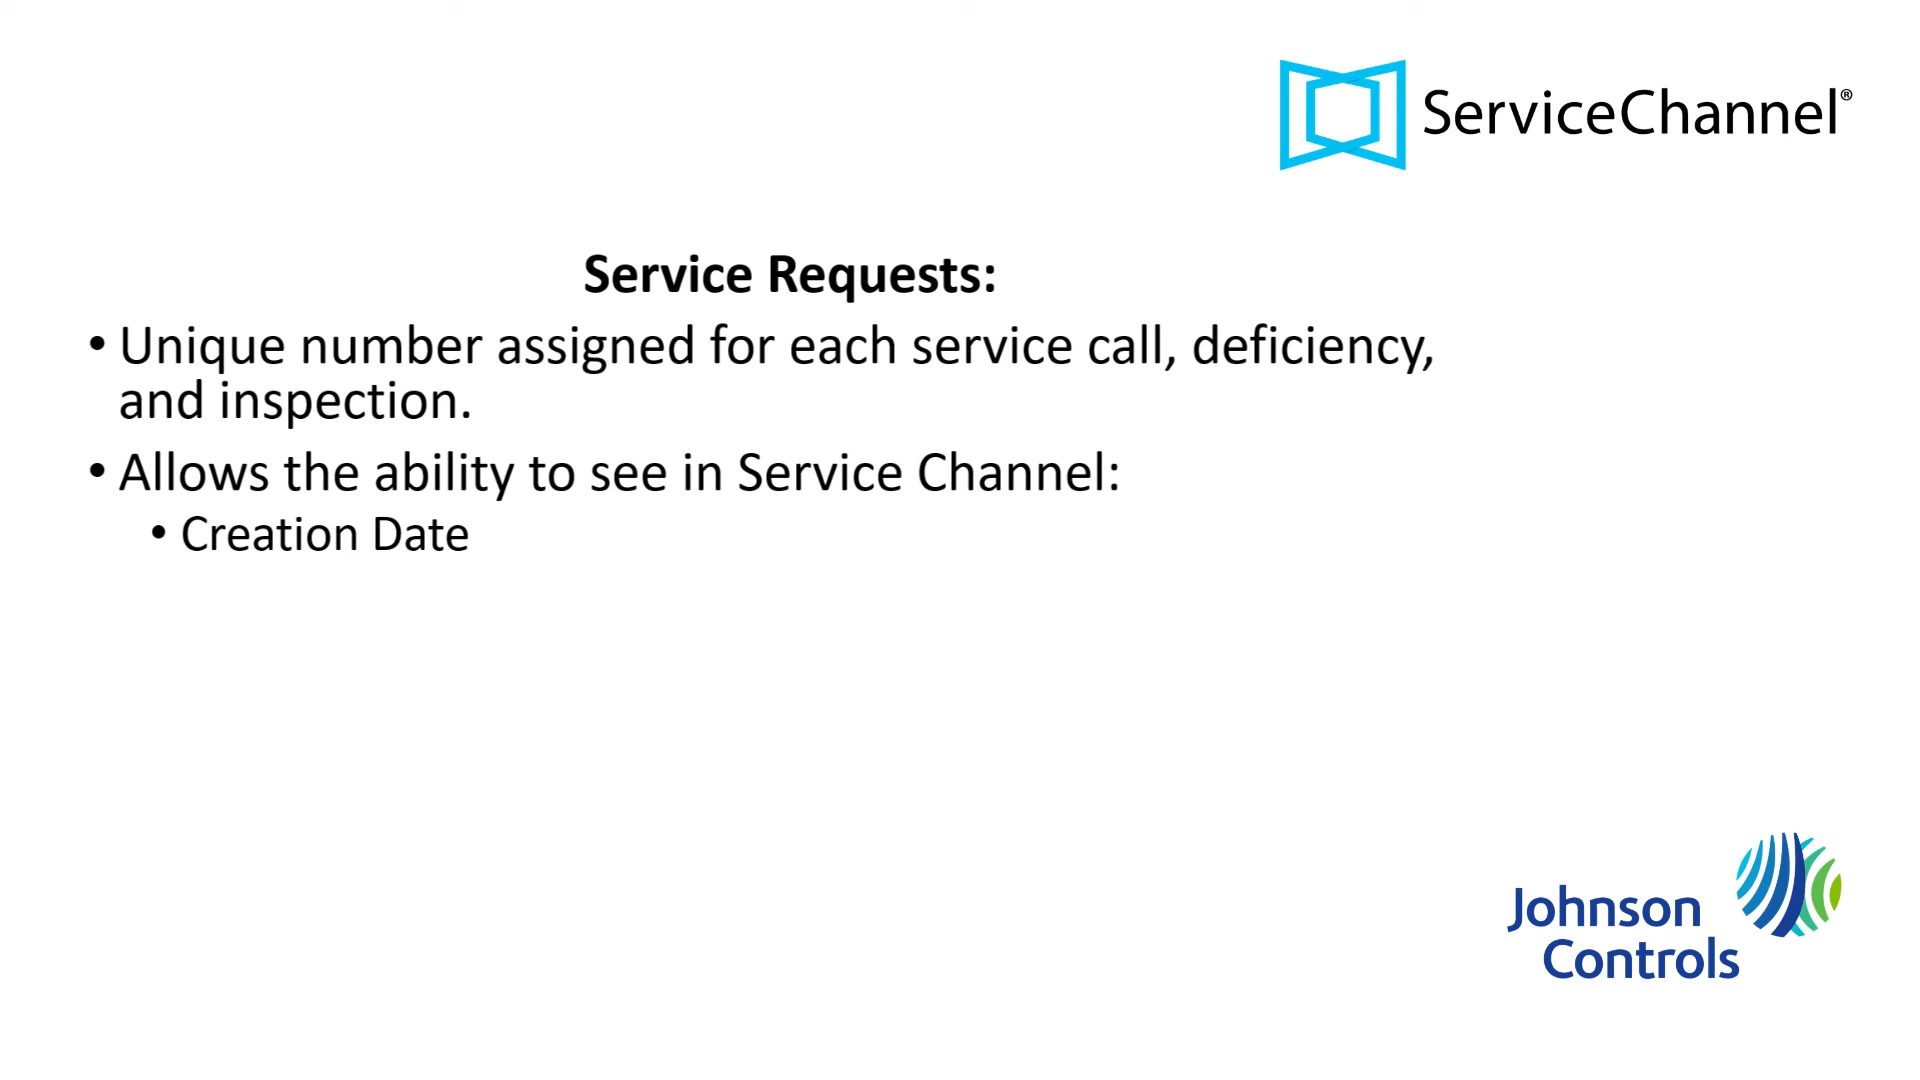 ServiceChannel®
Service Requests:
• Unique number assigned for each service call, deficiency,
and inspection.
• Allows the ability to see in Service Channel:
• Creation Date
Johnson
Controls